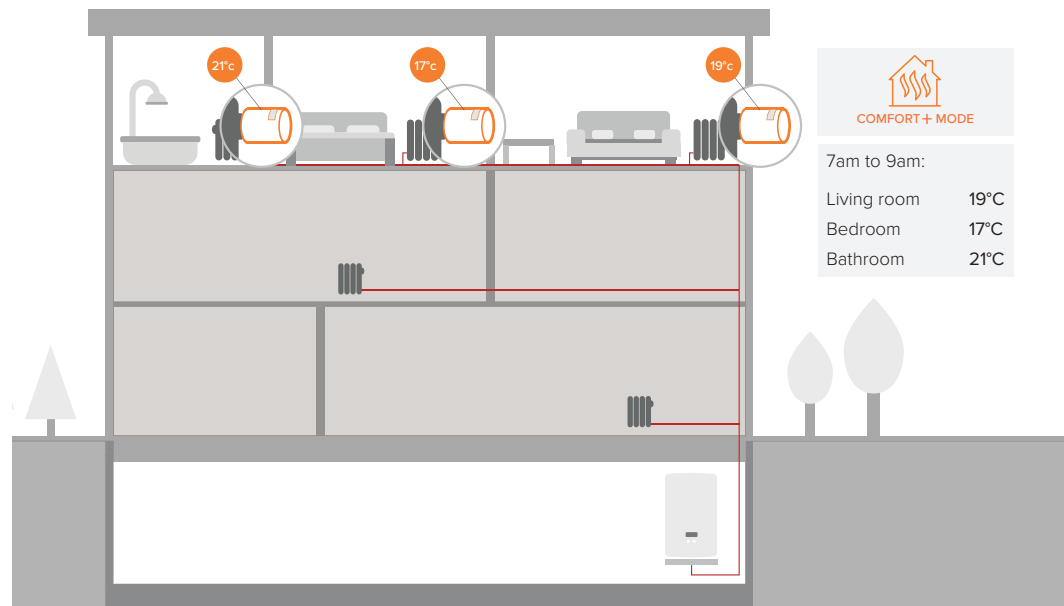 21°c
17°c
19°c
COMFORT+ MODE
7am to 9am:
Living room 19°C
Bedroom 17°C
Bathroom 21°C